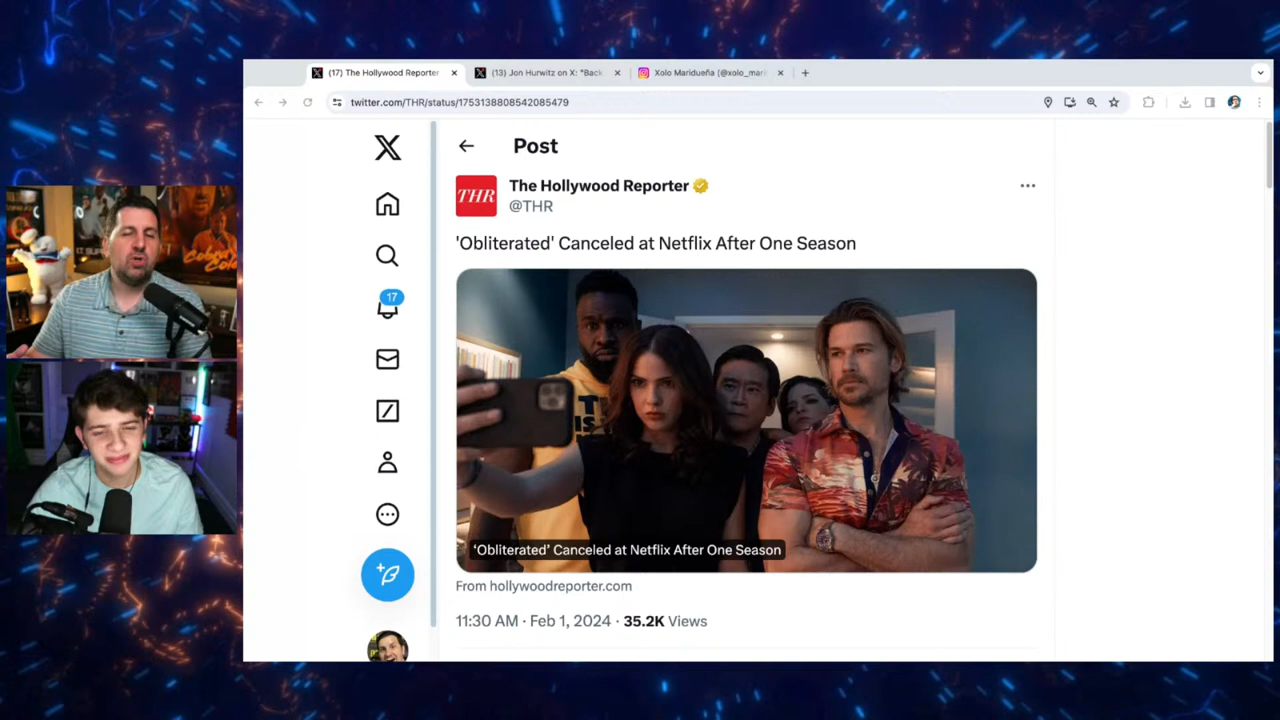 (17) The Hollywood Reporter
(13) Jon Hurwitz on X: "Back
Xolo Maridueña (@xolo_mari
twitter.com/THR/status/1753138808542085479
Post
THR
The Hollywood Reporter
@THR
'Obliterated' Canceled at Netflix After One Season
17
'Obliterated' Canceled at Netflix After One Season
From hollywoodreporter.com
11:30 AM · Feb 1, 2024 · 35.2K Views
Cobra